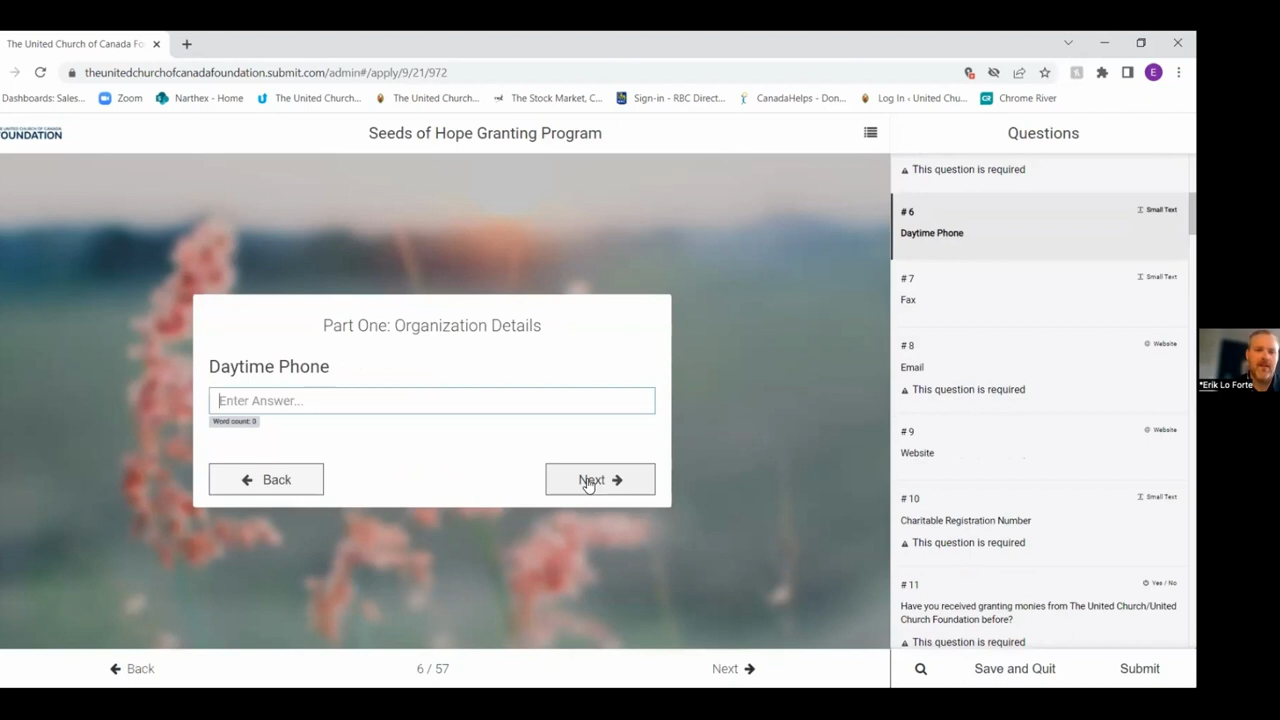 The United Church of Canada Fo
theunitedchurchofcanadafoundation.submit.com/admin#/apply/9/21/972
E
Dashboards: Sales...
Zoom
Narthex - Home
The United Church...
The United Church...
The Stock Market, C...
Sign-in - RBC Direct...
CanadaHelps - Don...
Log In ‹ United Chu...
CR
Chrome River
THE UNITED CHURCH OF CANADA
FOUNDATION
Seeds of Hope Granting Program
Part One: Organization Details
Daytime Phone
Enter Answer...
Word count: 0
Back
Next
Back
6 / 57
Next
Questions
This question is required
# 6
Small Text
Daytime Phone
# 7
Small Text
Fax
# 8
Website
Email
This question is required
# 9
Website
Website
# 10
Small Text
Charitable Registration Number
This question is required
# 11
Yes / No
Have you received granting monies from The United Church/United
Church Foundation before?
This question is required
Save and Quit
Submit
*Erik Lo Forte